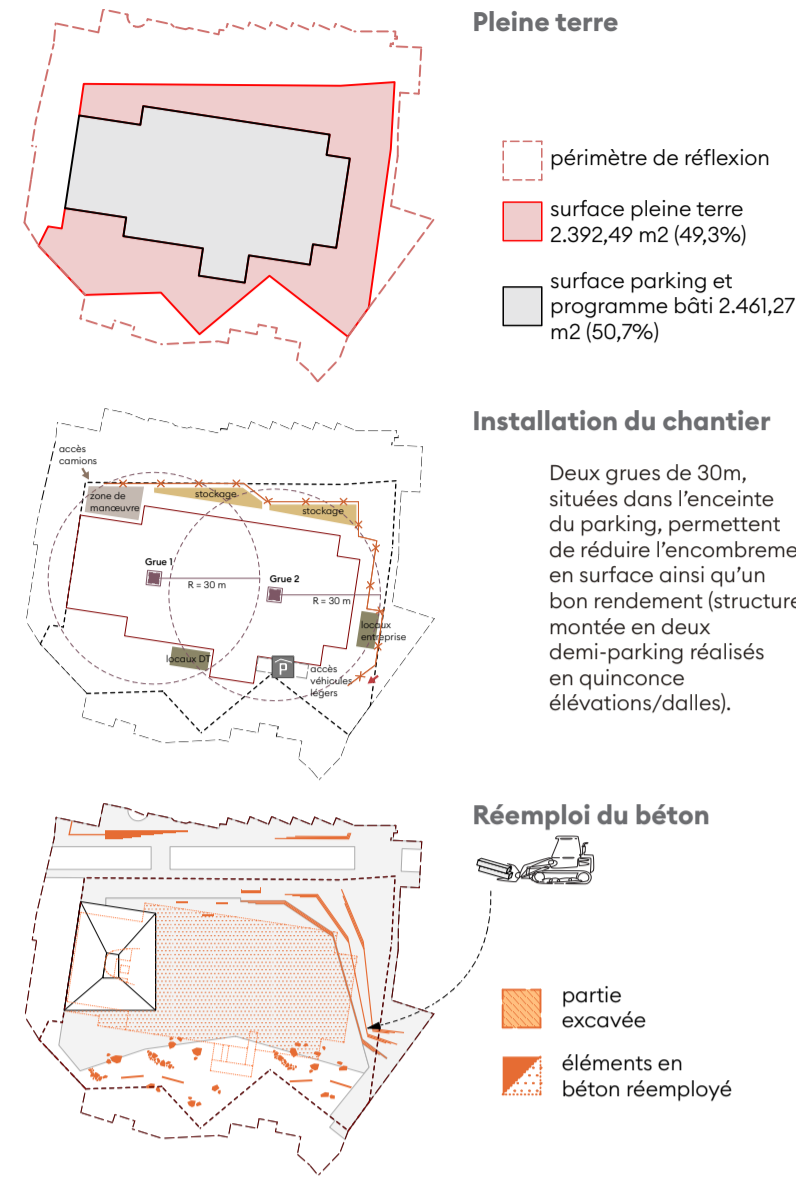 Pleine terre
périmètre de réflexion
surface pleine terre
2.392,49 m2 (49,3%)
surface parking et
programme bâti 2.461,27
m2 (50,7%)
Installation du chantier
accès
camions
zone de
manœuvre
stockage
stockage
Grue 1
R = 30 m
Grue 2
R = 30 m
locaux
entreprise
locaux DT
P
accès
véhicules
légers
Deux grues de 30m,
situées dans l’enceinte
du parking, permettent
de réduire l’encombreme
en surface ainsi qu’un
bon rendement (structure
montée en deux
demi-parking réalisés
en quinconce
élévations/dalles).
Réemploi du béton
partie
excavée
éléments en
béton réemployé